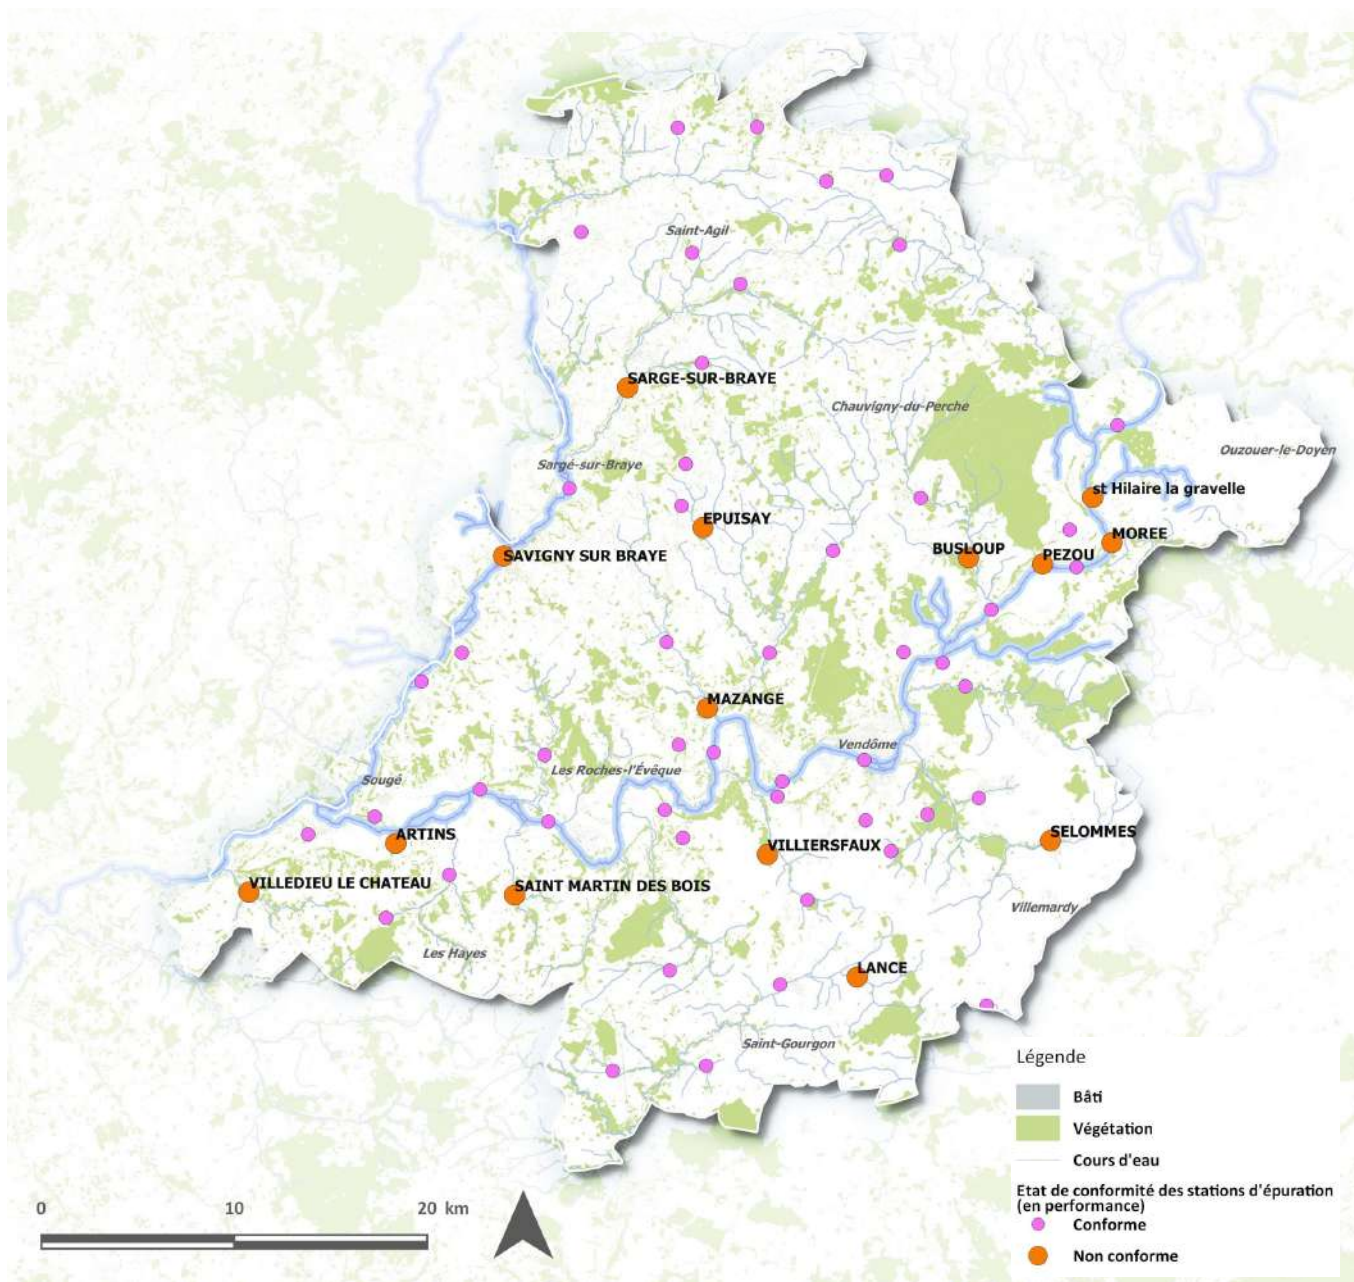 Saint-Agil
SARGE-SUR-BRAYE
Chauvigny-du-Perche
Ouzouer-le-Doyen
Sargé-sur-Braye
st Hilaire la gravelle
EPUISAY
MOREE
BUSLOUP
PEZOU
SAVIGNY SUR BRAYE
MAZANGE
Vendôme
Les Roches-l'Évêque
Sougé
ARTINS
SELOMMES
VILLIERSFAUX
VILLEDIEU LE CHATEAU
SAINT MARTIN DES BOIS
Villemardy
Les Hayes
LANCE
Saint-Gourgon
Légende
Bâti
Végétation
Cours d'eau
Etat de conformité des stations d'épuration
(en performance)
Conforme
Non conforme
0 10 20 km